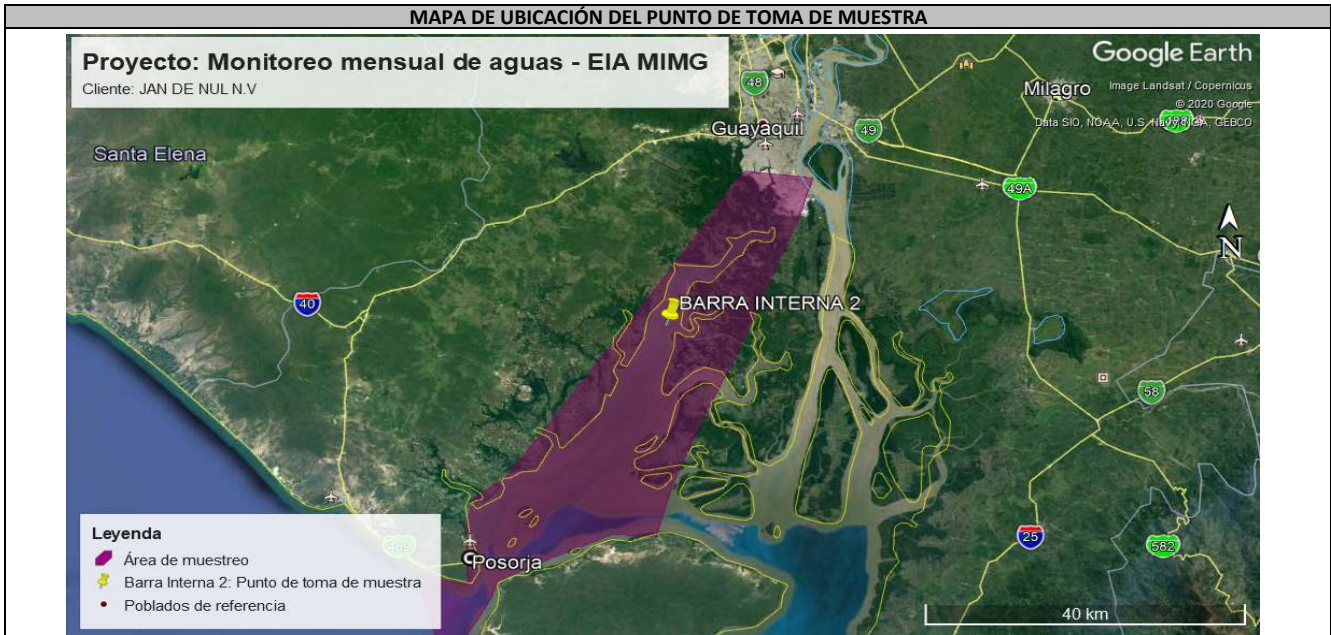 MAPA DE UBICACIÓN DEL PUNTO DE TOMA DE MUESTRA
Proyecto: Monitoreo mensual de aguas - EIA MIMG
Cliente: JAN DE NUL N.V
Google Earth
Image Landsat / Copernicus
© 2020 Google
Data SIO, NOAA, U.S. Navy, NGA, GEBCO
48
Milagro
Guayaquil
49
488
Santa Elena
49A
N
40
BARRA INTERNA 2
58
Leyenda
Área de muestreo
Barra Interna 2: Punto de toma de muestra
Poblados de referencia
Posorja
25
582
40 km